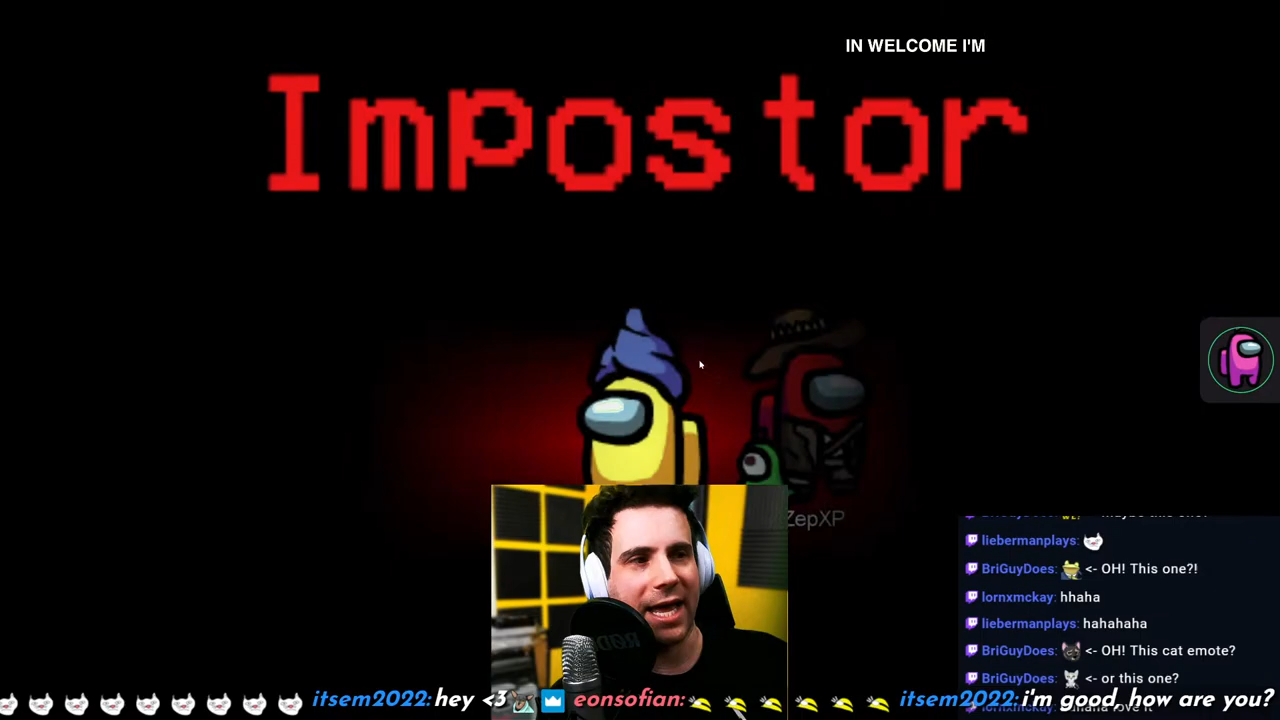 IN WELCOME I'M
Impostor
ZepXP
liebermanplays:
BriGuyDoes: <- OH! This one?!
lornxmckay: hhaha
liebermanplays: hahahaha
BriGuyDoes: <- OH! This cat emote?
BriGuyDoes: <- or this one?
itsem2022: hey <3 eonsofian: itsem2022: i'm good, how are you?
RØDE